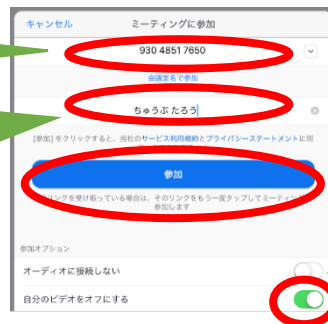 キャンセル ミーティングに参加
930 4851 7650
会議室名で参加
ちゅうぶ たろう
[参加] をクリックすると、当社のサービス利用規約とプライバシーステートメントに同
参加
リンクを受け取っている場合は、そのリンクをもう一度タップしてミーティン
参加します
参加オプション
オーディオに接続しない
自分のビデオをオフにする